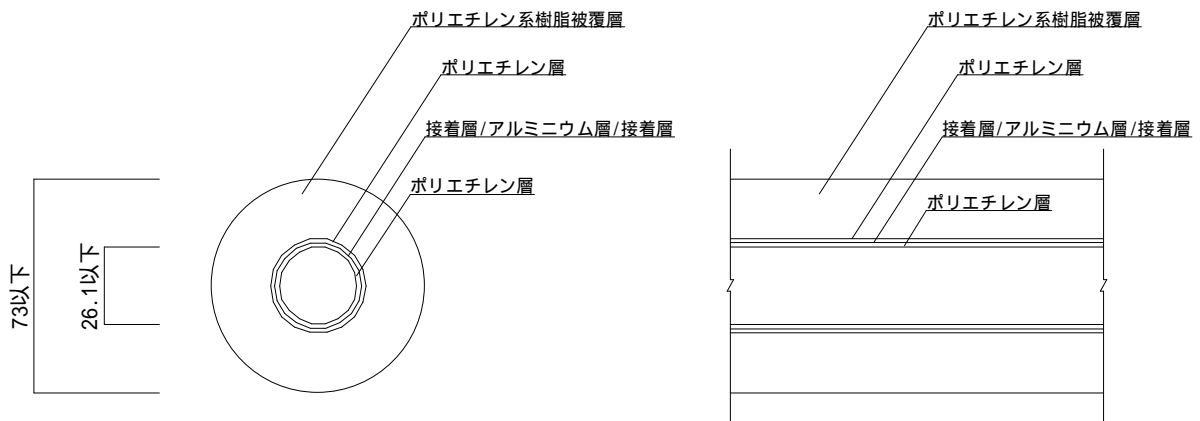 ポリエチレン系樹脂被覆層
ポリエチレン層
接着層/アルミニウム層/接着層
ポリエチレン層
73以下
26.1以下
ポリエチレン系樹脂被覆層
ポリエチレン層
接着層/アルミニウム層/接着層
ポリエチレン層